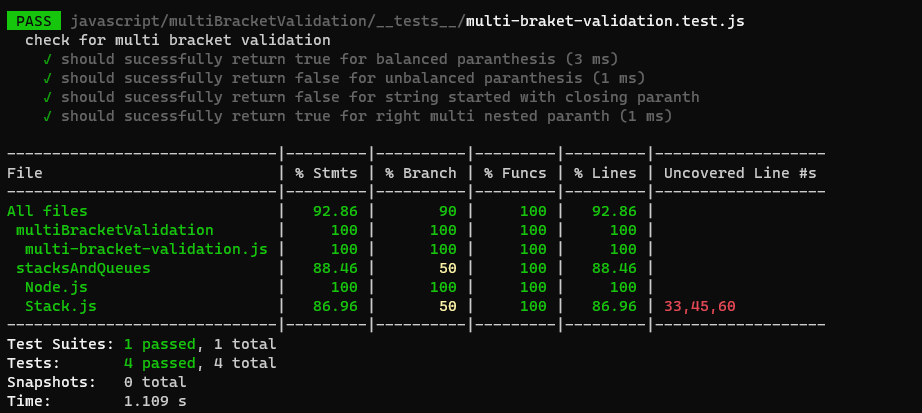 PASS javascript/multiBracketValidation/__tests__/multi-braket-validation.test.js
  check for multi bracket validation
    √ should sucessfully return true for balanced paranthesis (3 ms)
    √ should sucessfully return false for unbalanced paranthesis (1 ms)
    √ should sucessfully return false for string started with closing paranth
    √ should sucessfully return true for right multi nested paranth (1 ms)
------------------------------|---------|----------|---------|---------|-------------------
File                          | % Stmts | % Branch | % Funcs | % Lines | Uncovered Line #s
------------------------------|---------|----------|---------|---------|-------------------
All files                     |   92.86 |       90 |     100 |   92.86 |
 multiBracketValidation       |     100 |      100 |     100 |     100 |
  multi-bracket-validation.js |     100 |      100 |     100 |     100 |
 stacksAndQueues              |   88.46 |       50 |     100 |   88.46 |
  Node.js                     |     100 |      100 |     100 |     100 |
  Stack.js                    |   86.96 |       50 |     100 |   86.96 | 33,45,60
------------------------------|---------|----------|---------|---------|-------------------
Test Suites: 1 passed, 1 total
Tests:       4 passed, 4 total
Snapshots:   0 total
Time:        1.109 s